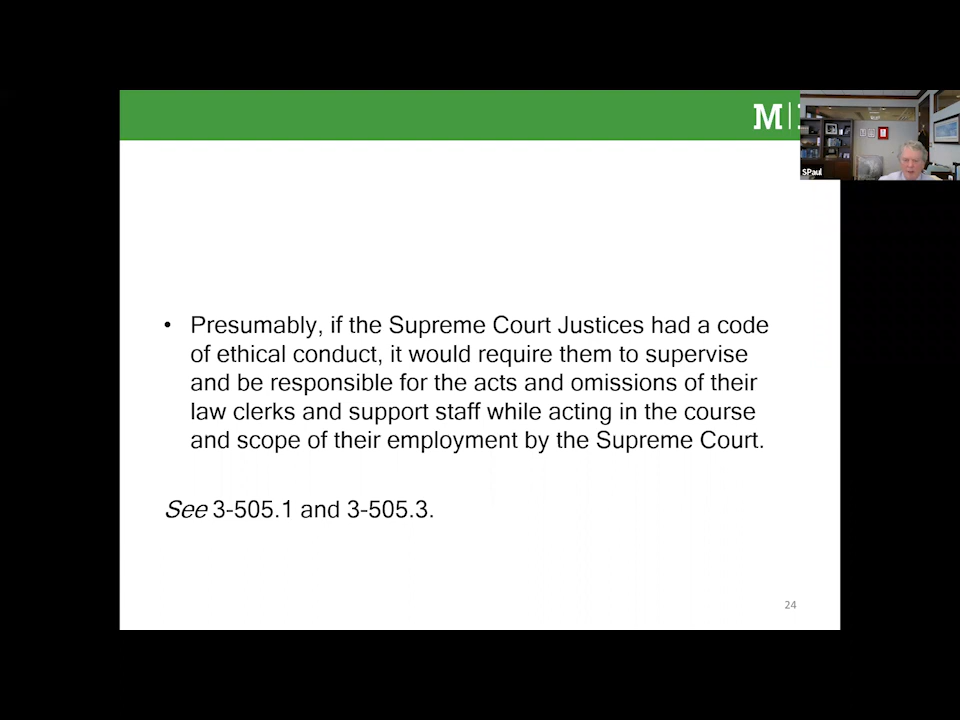 M
SPaul
• Presumably, if the Supreme Court Justices had a code
of ethical conduct, it would require them to supervise
and be responsible for the acts and omissions of their
law clerks and support staff while acting in the course
and scope of their employment by the Supreme Court.
See 3-505.1 and 3-505.3.
24